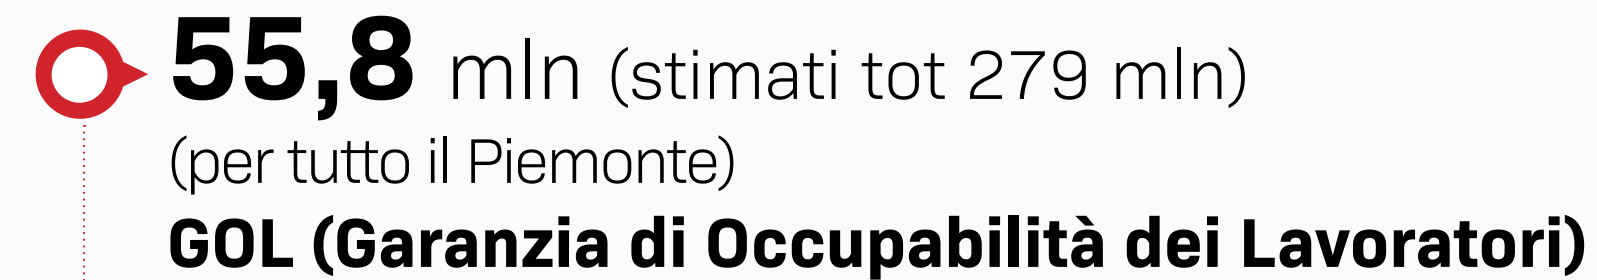 55,8 mln (stimati tot 279 mln)
(per tutto il Piemonte)
GOL (Garanzia di Occupabilità dei Lavoratori)